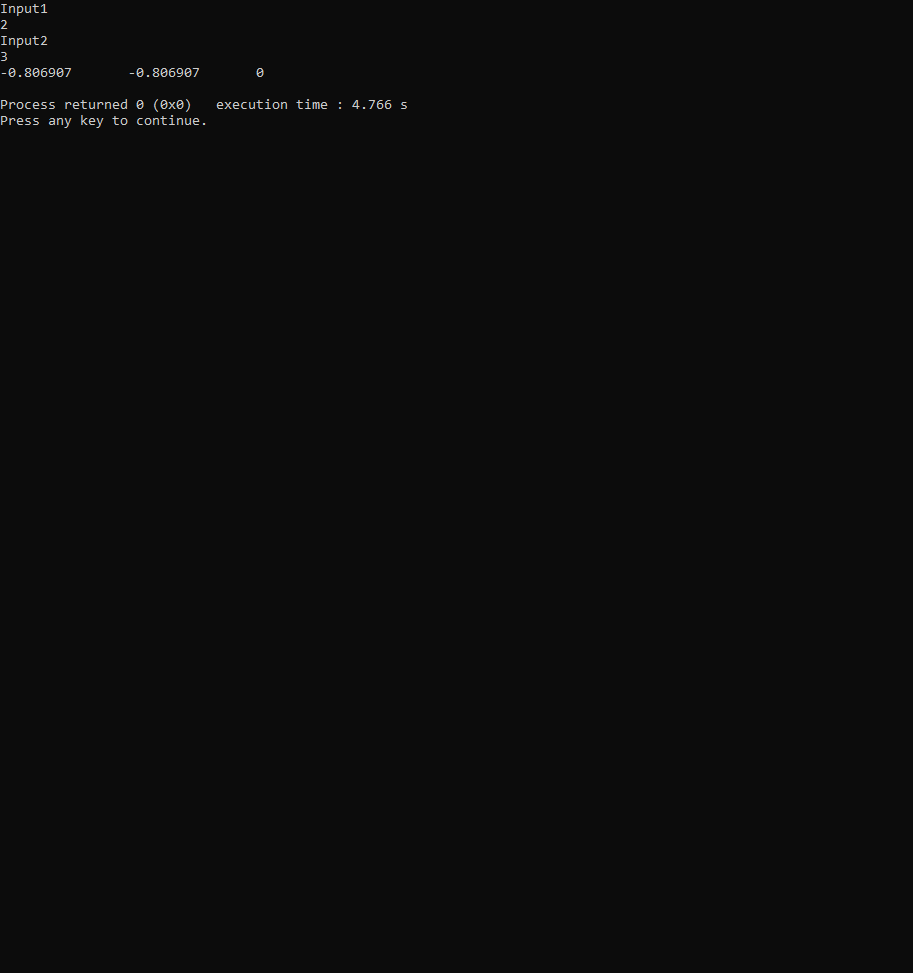 Input1
2
Input2
3
-0.806907       -0.806907       0

Process returned 0 (0x0)   execution time : 4.766 s
Press any key to continue.